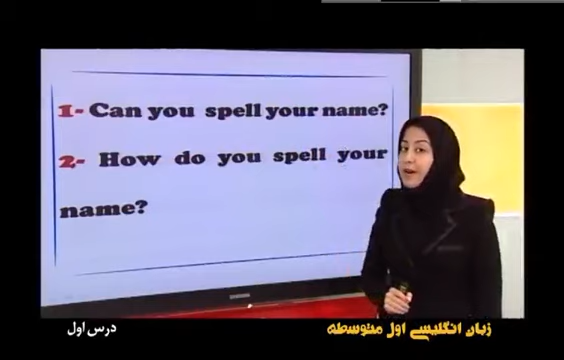 1- Can you spell your name?
2- How do you spell your
name?
زبان انگلیسی اول متوسطه
درس اول